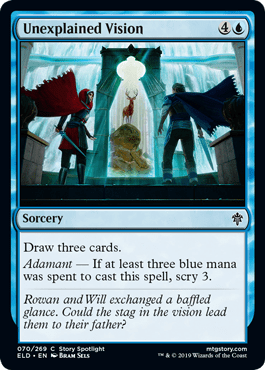 Unexplained Vision 4
Sorcery
Draw three cards.
Adamant — If at least three blue mana
was spent to cast this spell, scry 3.
Rowan and Will exchanged a baffled
glance. Could the stag in the vision lead
them to their father?
070/269 C Story Spotlight mtgstory.com
ELD • EN BRAM SELS ™ & © 2019 Wizards of the Coast